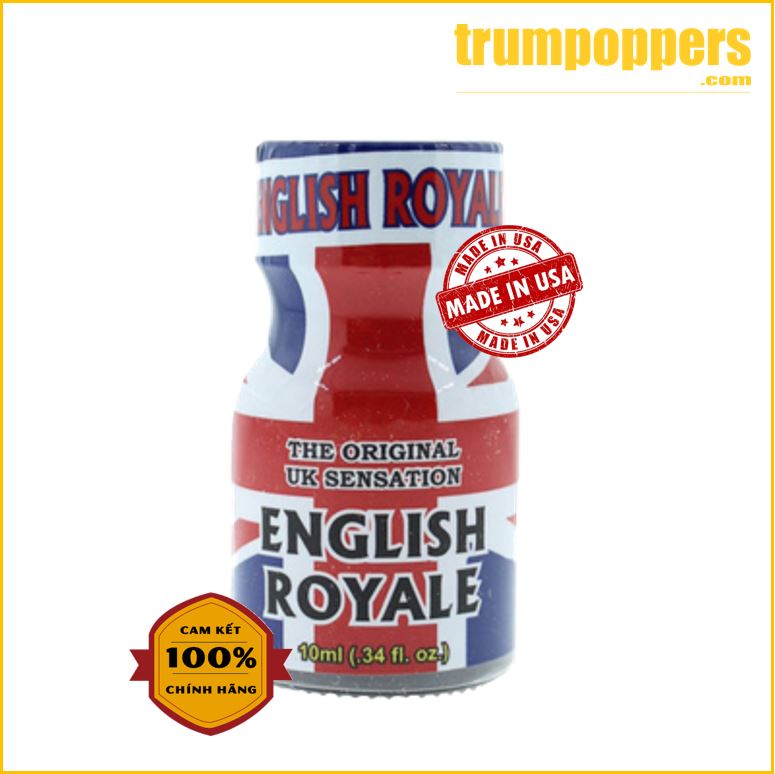 trumpoppers
.com
ENGLISH ROYALE
MADE IN USA
MADE IN USA
MADE IN USA
THE ORIGINAL
UK SENSATION
ENGLISH
ROYALE
10ml (.34 fl. oz.)
CAM KẾT
100%
CHÍNH HÃNG